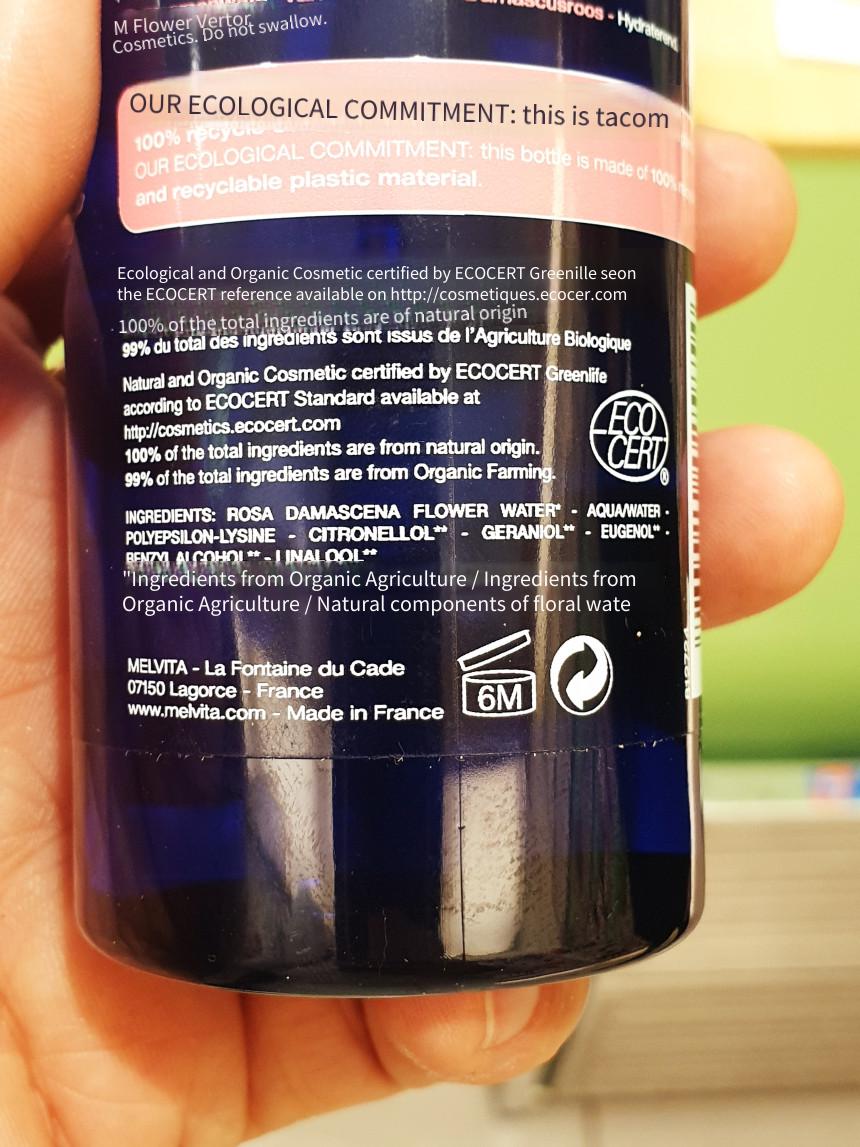 Damascusroos - Hydraterend
M Flower Vertor
Cosmetics. Do not swallow.
OUR ECOLOGICAL COMMITMENT: this is tacom
100% recyclé
OUR ECOLOGICAL COMMITMENT: this bottle is made of 100%
and recyclable plastic material.
Ecological and Organic Cosmetic certified by ECOCERT Greenille seon
the ECOCERT reference available on http://cosmetiques.ecocer.com
100% of the total ingredients are of natural origin
99% du total des ingrédients sont issus de l'Agriculture Biologique
Natural and Organic Cosmetic certified by ECOCERT Greenlife
according to ECOCERT Standard available at
http://cosmetics.ecocert.com
100% of the total ingredients are from natural origin.
99% of the total ingredients are from Organic Farming.
ECO
CERT®
INGREDIENTS: ROSA DAMASCENA FLOWER WATER* - AQUA/WATER -
POLYEPSILON-LYSINE - CITRONELLOL** - GERANIOL** - EUGENOL** -
BENZYL ALCOHOL** - LINALOOL**
"Ingredients from Organic Agriculture / Ingredients from
Organic Agriculture / Natural components of floral wate
MELVITA - La Fontaine du Cade
07150 Lagorce - France
www.melvita.com - Made in France
6M